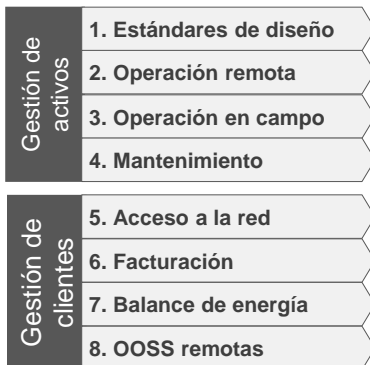 Gestión de
activos
1. Estándares de diseño
2. Operación remota
3. Operación en campo
4. Mantenimiento
Gestión de
clientes
5. Acceso a la red
6. Facturación
7. Balance de energía
8. OOSS remotas